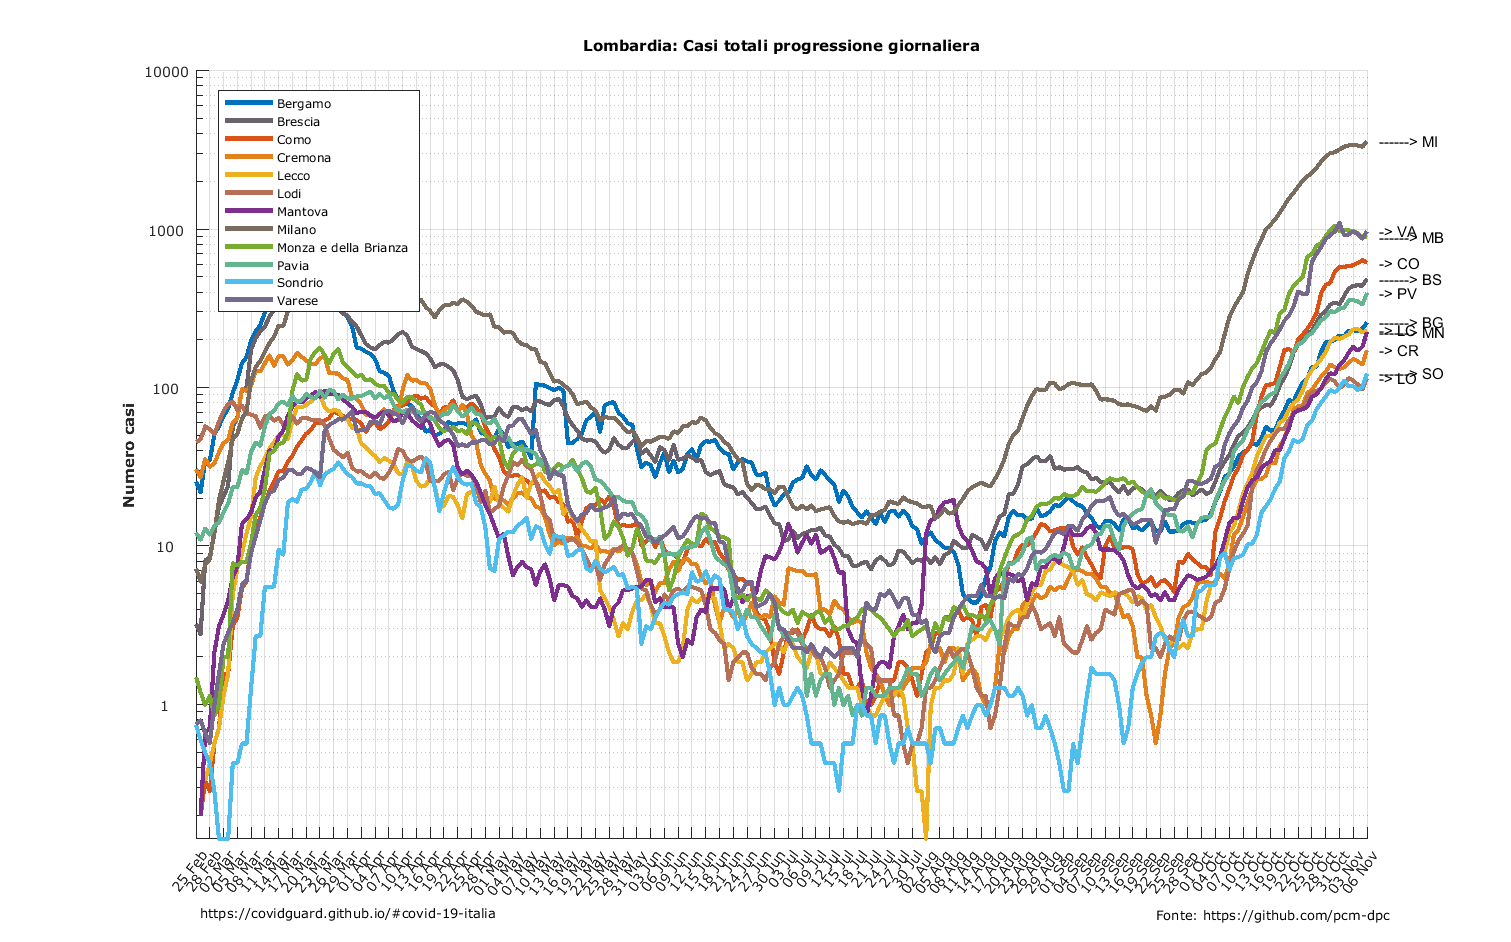 Lombardia: Casi totali progressione giornaliera
Numero casi
10000
1000
100
10
1
Bergamo
Brescia
Como
Cremona
Lecco
Lodi
Mantova
Milano
Monza e della Brianza
Pavia
Sondrio
Varese
------> MI
-> VA
------> MB
-> CO
------> BS
-> PV
------> BG
-> LC
------> MN
-> CR
------> SO
-> LO
25 Feb
28 Feb
02 Mar
05 Mar
08 Mar
11 Mar
14 Mar
17 Mar
20 Mar
23 Mar
26 Mar
29 Mar
01 Apr
04 Apr
07 Apr
10 Apr
13 Apr
16 Apr
19 Apr
22 Apr
25 Apr
28 Apr
01 May
04 May
07 May
10 May
13 May
16 May
19 May
22 May
25 May
28 May
31 May
03 Jun
06 Jun
09 Jun
12 Jun
15 Jun
18 Jun
21 Jun
24 Jun
27 Jun
30 Jun
03 Jul
06 Jul
09 Jul
12 Jul
15 Jul
18 Jul
21 Jul
24 Jul
27 Jul
30 Jul
02 Aug
05 Aug
08 Aug
11 Aug
14 Aug
17 Aug
20 Aug
23 Aug
26 Aug
29 Aug
01 Sep
04 Sep
07 Sep
10 Sep
13 Sep
16 Sep
19 Sep
22 Sep
25 Sep
28 Sep
01 Oct
04 Oct
07 Oct
10 Oct
13 Oct
16 Oct
19 Oct
22 Oct
25 Oct
28 Oct
31 Oct
03 Nov
06 Nov
https://covidguard.github.io/#covid-19-italia
Fonte: https://github.com/pcm-dpc